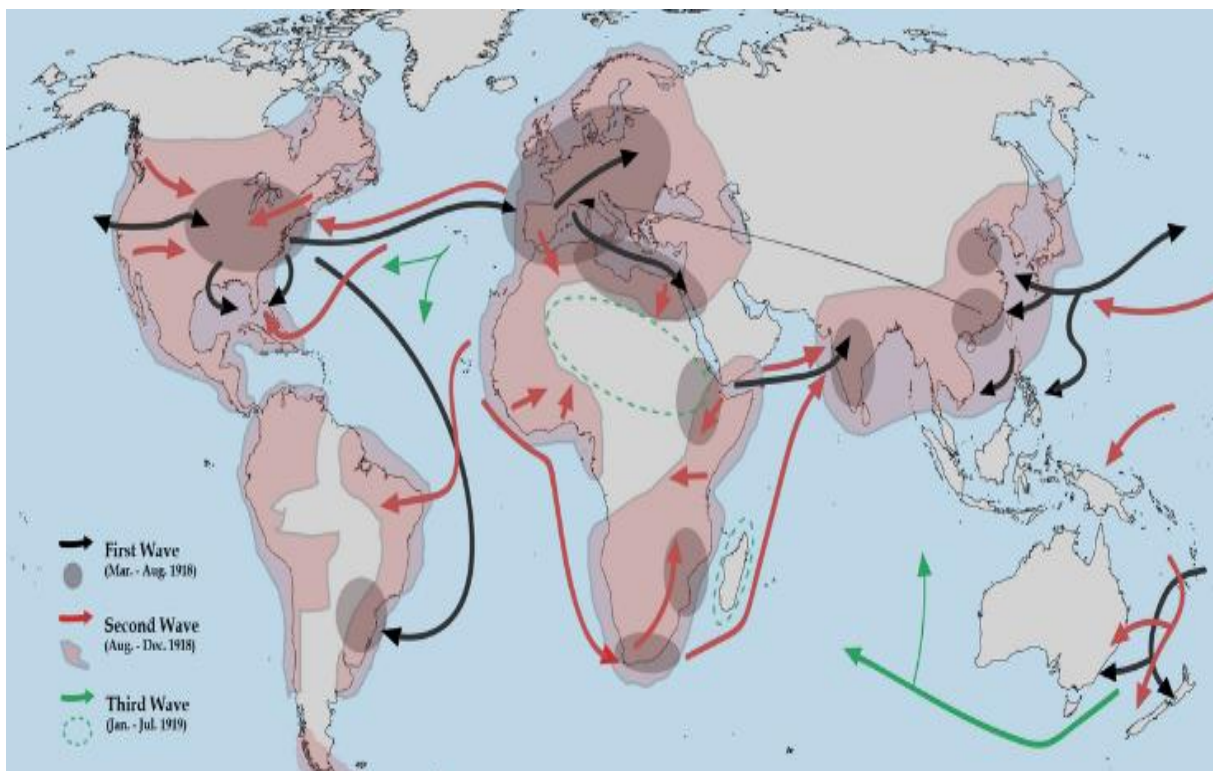 First Wave
(Mar. - Aug. 1918)
Second Wave
(Aug. - Dec. 1918)
Third Wave
(Jan. - Jul. 1919)